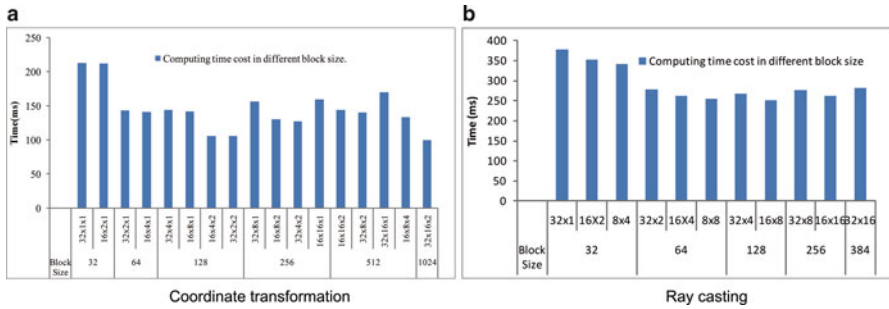 a
250
200
150
100
50
0
Time(ms)
Computing time cost in different block size.
32x1x1 16x2x1 32x2x1 16x4x1 32x4x1 16x8x1 16x4x2 32x2x2 32x8x1 16x8x2 32x4x2 16x16x1 16x16x2 32x8x2 32x16x1 16x8x4 32x16x2
Block Size 32 64 128 256 512 1024
Coordinate transformation
b
400
350
300
250
200
150
100
50
0
Time (ms)
Computing time cost in different block size
32x1 16X2 8x4 32x2 16X4 8x8 32x4 16x8 32x8 16x16 32x16
Block Size 32 64 128 256 384
Ray casting